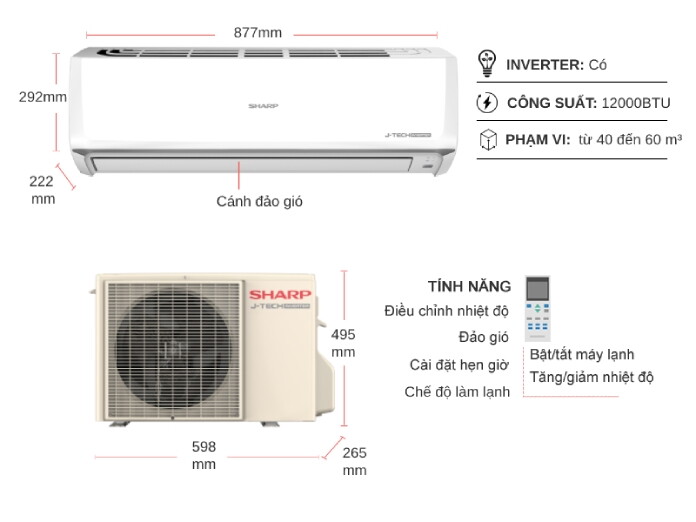 877mm
292mm
SHARP
J-TECH INVERTER
222
mm
Cánh đảo gió
INVERTER: Có
CÔNG SUẤT: 12000BTU
PHẠM VI: từ 40 đến 60 m³
SHARP
J-TECH INVERTER
495
mm
598
mm
265
mm
TÍNH NĂNG
Điều chỉnh nhiệt độ
Đảo gió
Cài đặt hẹn giờ
Chế độ làm lạnh
Bật/tắt máy lạnh
Tăng/giảm nhiệt độ